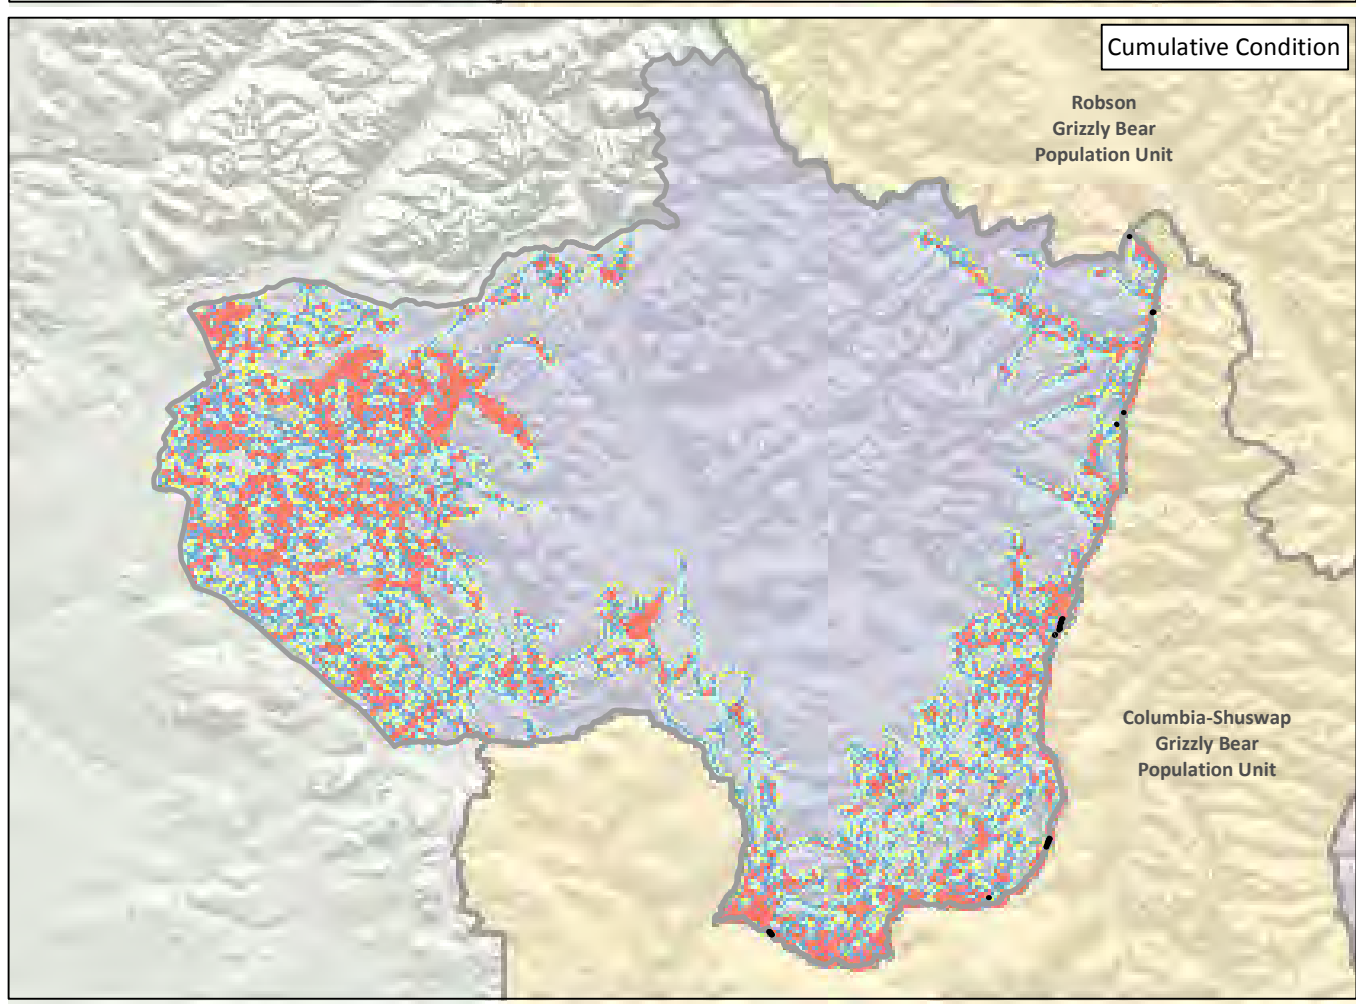 Cumulative Condition
Robson
Grizzly Bear
Population Unit
Columbia-Shuswap
Grizzly Bear
Population Unit